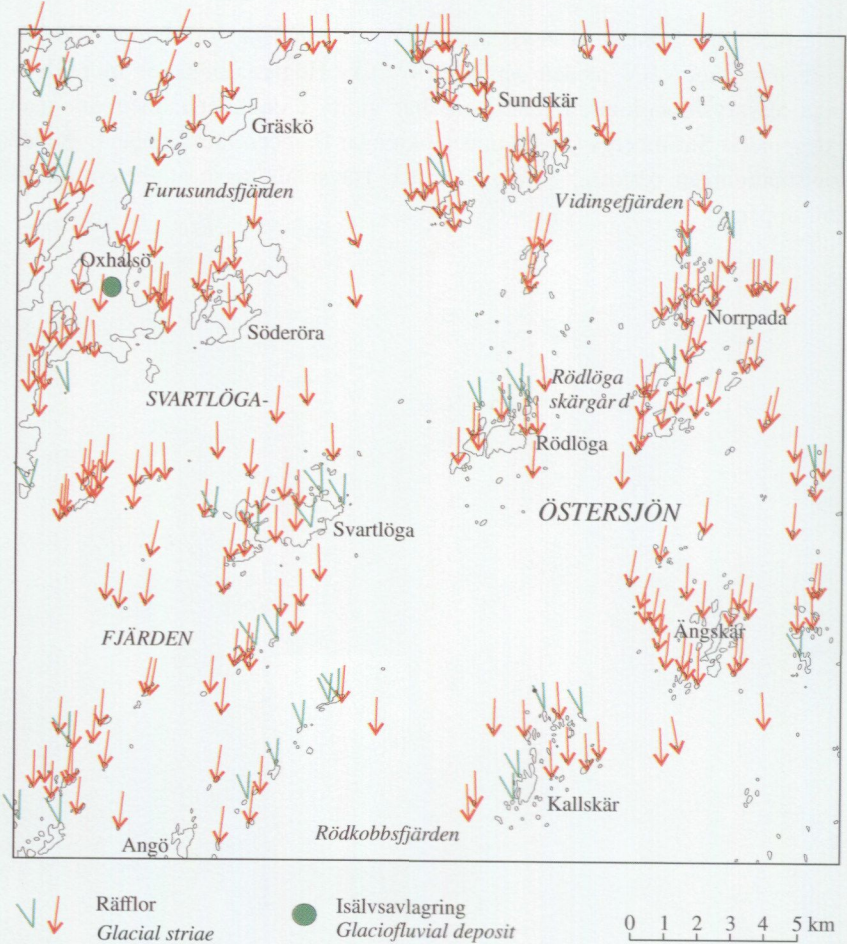 Sundskär
Gräskö
Furusundsfjärden
Vidingefjärden
Oxhalsö
Norrpada
Söderöra
Rödlöga
skärgård
SVARTLÖGA-
Rödlöga
ÖSTERSJÖN
Svartlöga
FJÄRDEN
Ängskär
Kallskär
Rödkobbsfjärden
Angö
Räfflor
Glacial striae
Isälvsavlagring
Glaciofluvial deposit
0 1 2 3 4 5 km